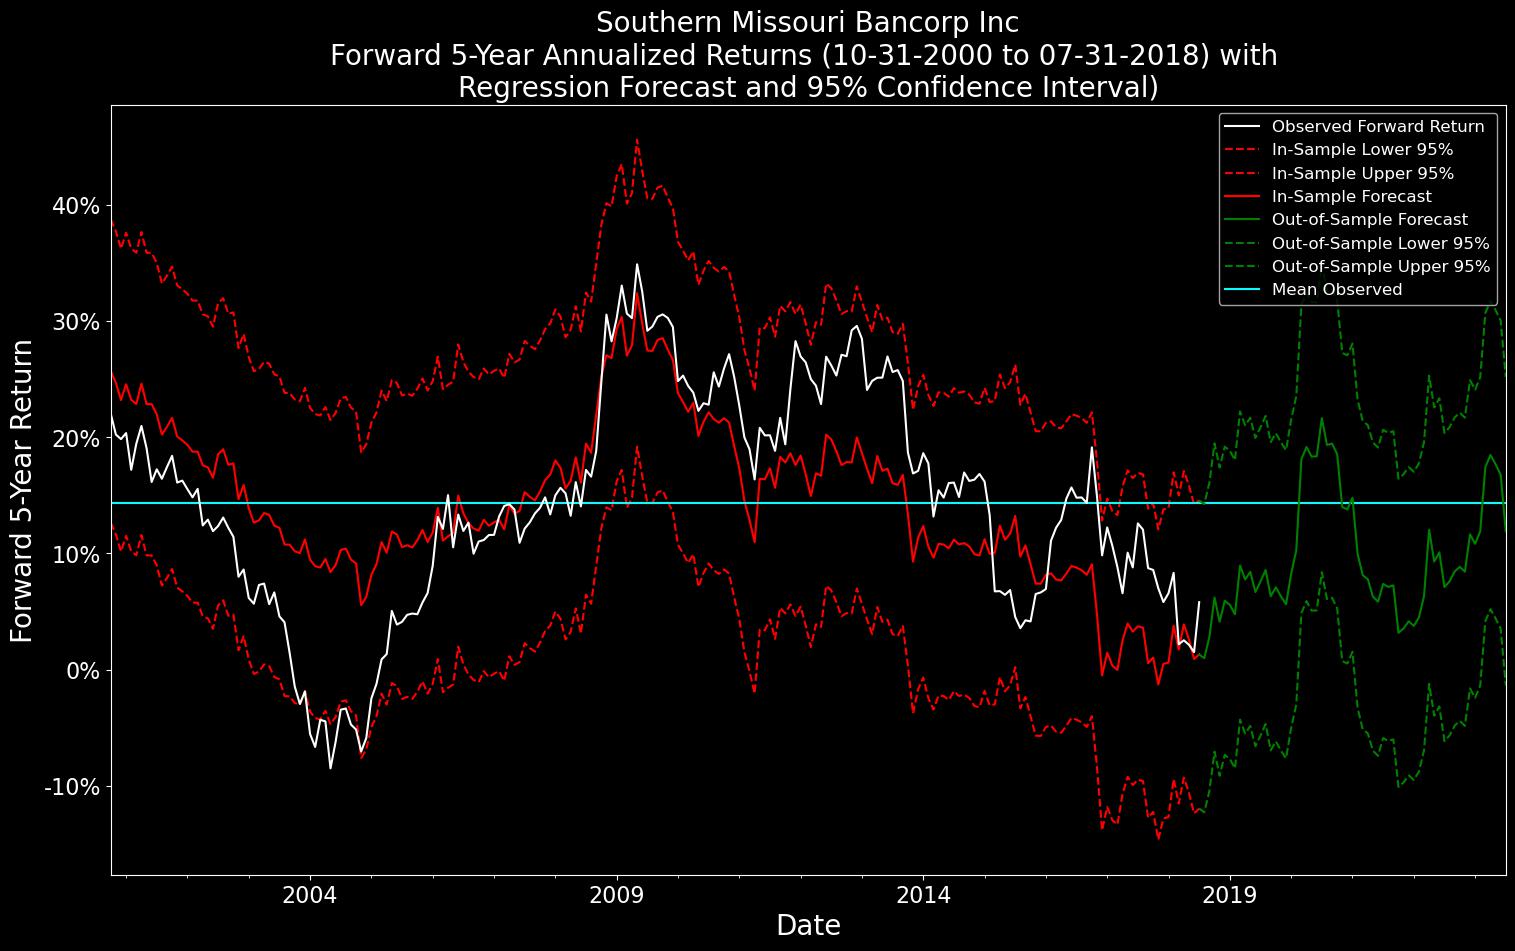 Southern Missouri Bancorp Inc
Forward 5-Year Annualized Returns (10-31-2000 to 07-31-2018) with
Regression Forecast and 95% Confidence Interval)
Observed Forward Return
In-Sample Lower 95%
In-Sample Upper 95%
In-Sample Forecast
Out-of-Sample Forecast
Out-of-Sample Lower 95%
Out-of-Sample Upper 95%
Mean Observed
Forward 5-Year Return
40%
30%
20%
10%
0%
-10%
2004
2009
2014
2019
Date